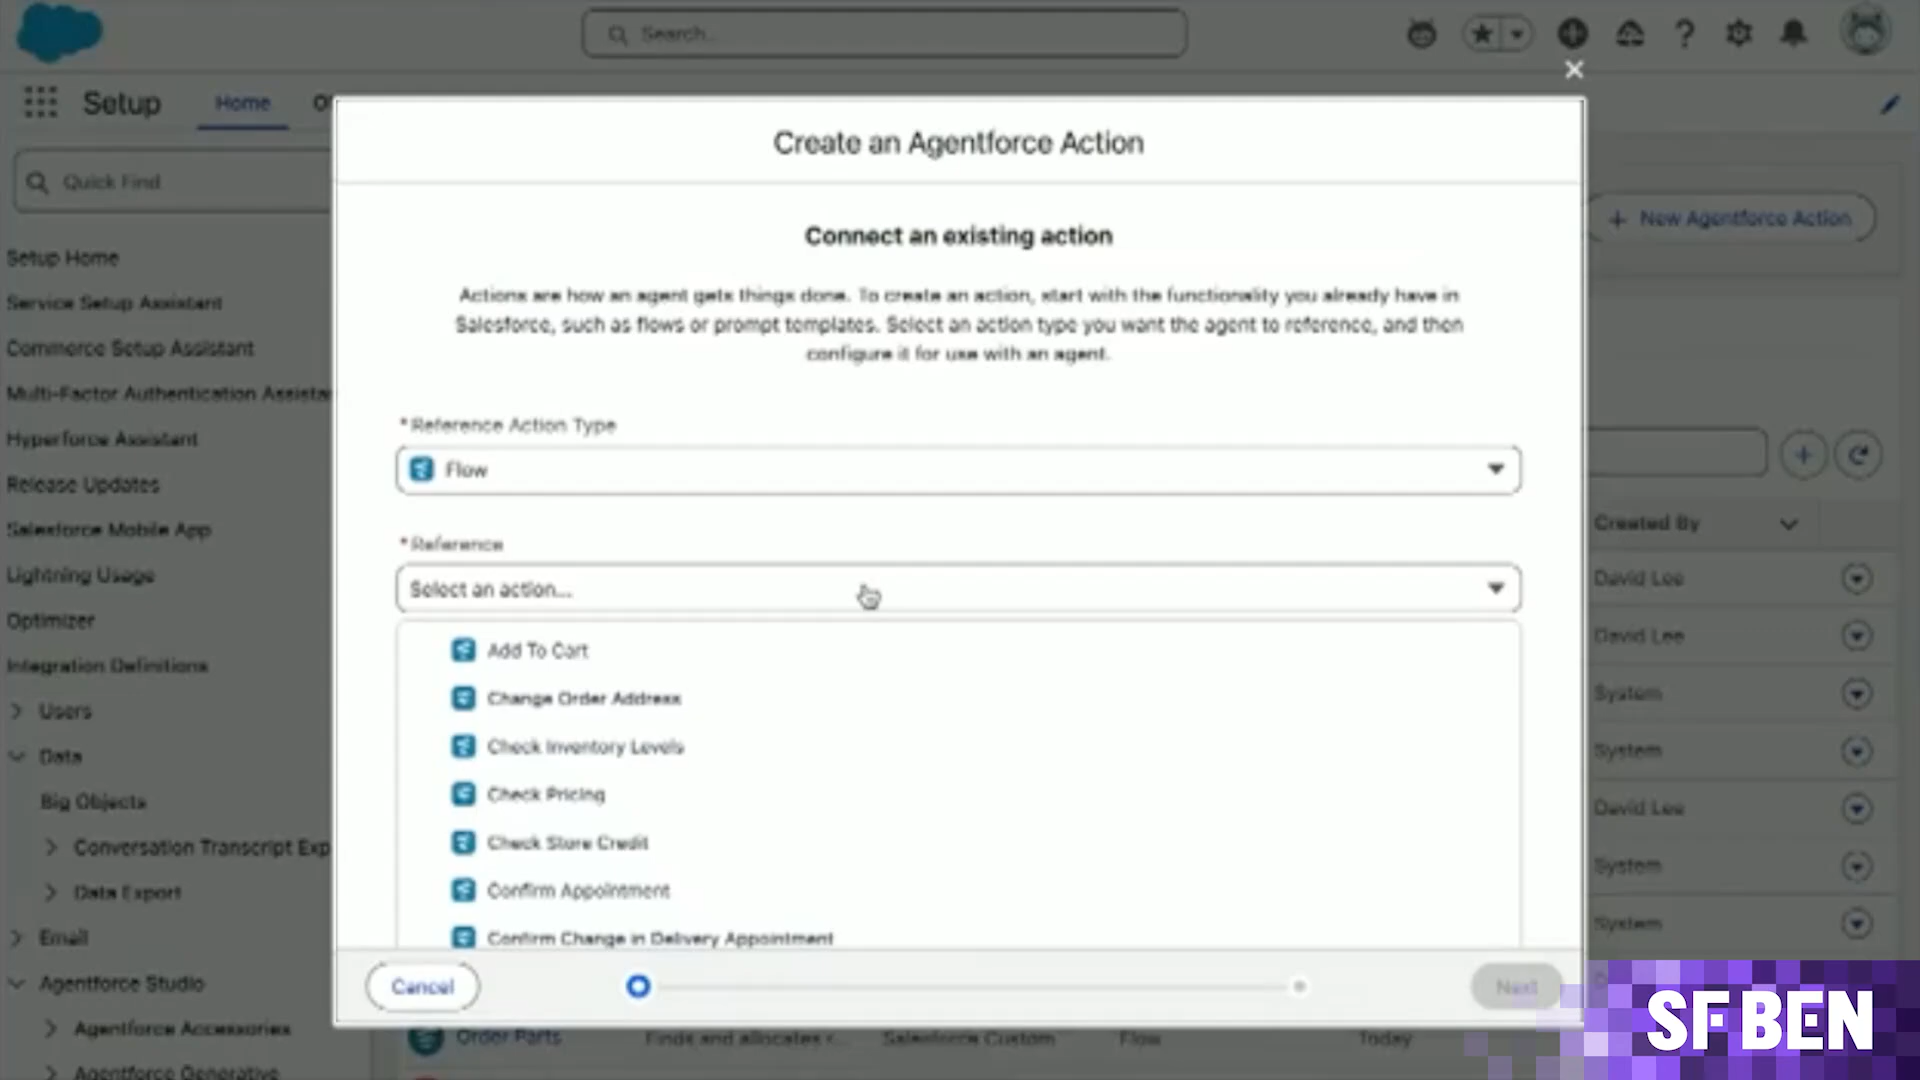 Search...
Setup
Home
Quick Find
Setup Home
Service Setup Assistant
Commerce Setup Assistant
Multi-Factor Authentication Assista
Hyperforce Assistant
Release Updates
Salesforce Mobile App
Lightning Usage
Optimizer
Integration Definitions
Users
Data
Big Objects
Conversation Transcript Exp
Data Export
Email
Agentforce Studio
Agentforce Accessories
Agentforce Generative
Create an Agentforce Action
Connect an existing action
Actions are how an agent gets things done. To create an action, start with the functionality you already have in
Salesforce, such as flows or prompt templates. Select an action type you want the agent to reference, and then
configure it for use with an agent.
*Reference Action Type
Flow
*Reference
Select an action...
Add To Cart
Change Order Address
Check Inventory Levels
Check Pricing
Check Store Credit
Confirm Appointment
Confirm Change in Delivery Appointment
Cancel
Next
+ New Agentforce Action
Created By
David Lee
David Lee
System
System
David Lee
System
System
Order Parts Finds and allocates r... Salesforce Custom Flow Today
SF BEN